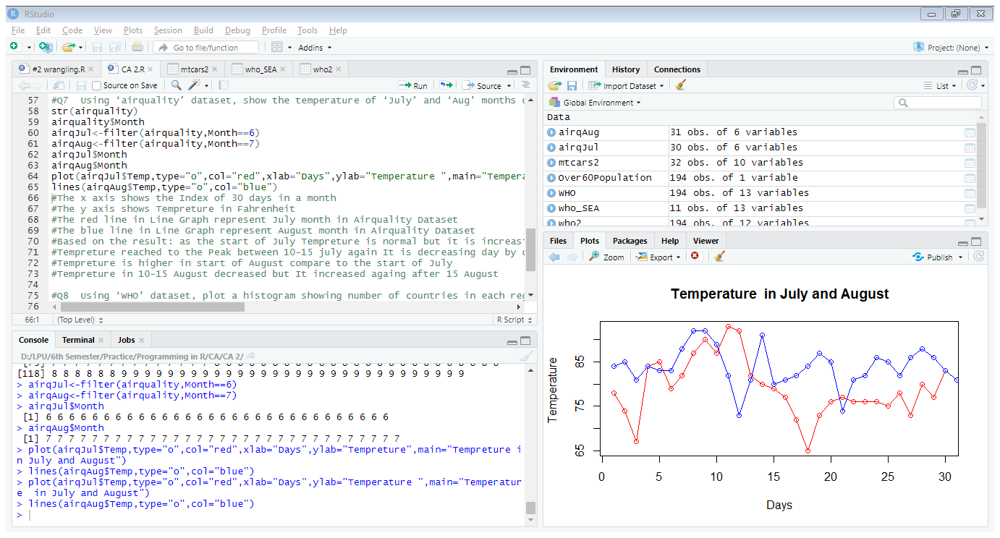 RStudio
File Edit Code View Plots Session Build Debug Profile Tools Help
Go to file/function Addins Project: (None)
#2 wrangling.R CA 2.R mtcars2 who_SEA who2
Source on Save Run Source
57 #Q7  Using ‘airquality’ dataset, show the temperature of ‘July’ and ‘Aug’ months
58 str(airquality)
59 airquality$Month
60 airqJul<-filter(airquality,Month==6)
61 airqAug<-filter(airquality,Month==7)
62 airqJul$Month
63 airqAug$Month
64 plot(airqJul$Temp,type="o",col="red",xlab="Days",ylab="Temperature ",main="Tempera
65 lines(airqAug$Temp,type="o",col="blue")
66 #The x axis shows the Index of 30 days in a month
67 #The y axis shows Tempreture in Fahrenheit
68 #The red line in Line Graph represent July month in Airquality Dataset
69 #The blue line in Line Graph represent August month in Airquality Dataset
70 #Based on the result: as the start of July Tempreture is normal but it is increasi
71 #Tempreture reached to the Peak between 10-15 july again It is decreasing day by
72 #Tempreture is higher in start of August compare to the start of July
73 #Tempreture in 10-15 August decreased but It increased againg after 15 August
74
75 #Q8  Using ‘WHO’ dataset, plot a histogram showing number of countries in each reg
76
66:1 (Top Level) R Script
Console Terminal Jobs
D:/LPU/6th Semester/Practice/Programming in R/CA/CA 2/
[118] 8 8 8 8 8 8 9 9 9 9 9 9 9 9 9 9 9 9 9 9 9 9 9 9 9 9 9 9 9 9 9 9 9 9 9 9
> airqJul<-filter(airquality,Month==6)
> airqAug<-filter(airquality,Month==7)
> airqJul$Month
[1] 6 6 6 6 6 6 6 6 6 6 6 6 6 6 6 6 6 6 6 6 6 6 6 6 6 6 6 6 6 6
> airqAug$Month
[1] 7 7 7 7 7 7 7 7 7 7 7 7 7 7 7 7 7 7 7 7 7 7 7 7 7 7 7 7 7 7 7
> plot(airqJul$Temp,type="o",col="red",xlab="Days",ylab="Tempreture",main="Tempreture i
n July and August")
> lines(airqAug$Temp,type="o",col="blue")
> plot(airqJul$Temp,type="o",col="red",xlab="Days",ylab="Temperature ",main="Temperatur
e  in July and August")
> lines(airqAug$Temp,type="o",col="blue")
>
Environment History Connections
Import Dataset List
Global Environment
Data
airqAug 31 obs. of 6 variables
airqJul 30 obs. of 6 variables
mtcars2 32 obs. of 10 variables
Over60Population 194 obs. of 1 variable
WHO 194 obs. of 13 variables
who_SEA 11 obs. of 13 variables
who2 194 obs. of 12 variables
Files Plots Packages Help Viewer
Zoom Export Publish
Temperature  in July and August
Temperature
85
75
65
0 5 10 15 20 25 30
Days